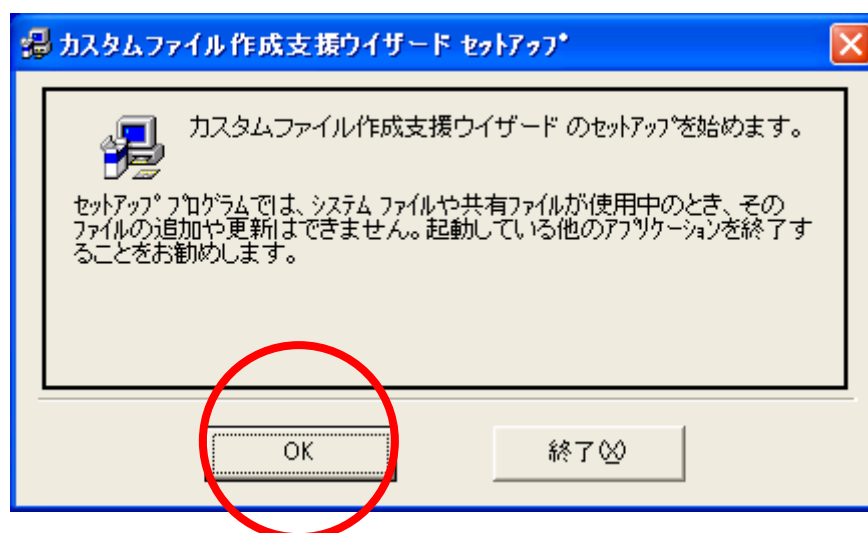 カスタムファイル作成支援ウイザード ｾｯﾄｱｯﾌﾟ
カスタムファイル作成支援ウイザード のｾｯﾄｱｯﾌﾟを始めます。
ｾｯﾄｱｯﾌﾟ ﾌﾟﾛｸﾞﾗﾑでは、ｼｽﾃﾑ ﾌｧｲﾙや共有ﾌｧｲﾙが使用中のとき、その
ﾌｧｲﾙの追加や更新はできません。起動している他のｱﾌﾟﾘｹｰｼｮﾝを終了す
ることをお勧めします。
OK
終了(X)